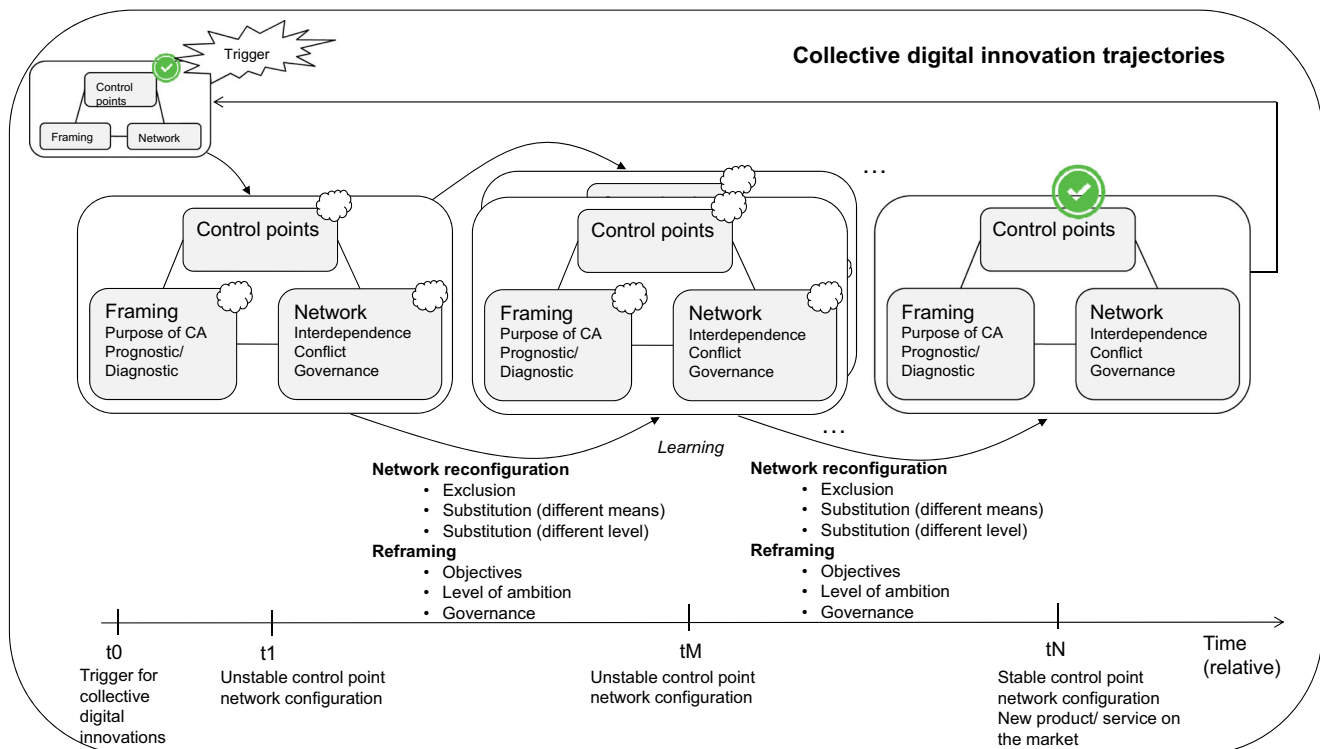 Trigger
Collective digital innovation trajectories
Control
points
Framing
Network
...
Control points
Framing
Purpose of CA
Prognostic/
Diagnostic
Network
Interdependence
Conflict
Governance
Control points
Framing
Purpose of CA
Prognostic/
Diagnostic
Network
Interdependence
Conflict
Governance
Control points
Framing
Purpose of CA
Prognostic/
Diagnostic
Network
Interdependence
Conflict
Governance
...
Learning
Network reconfiguration
• Exclusion
• Substitution (different means)
• Substitution (different level)
Reframing
• Objectives
• Level of ambition
• Governance
Network reconfiguration
• Exclusion
• Substitution (different means)
• Substitution (different level)
Reframing
• Objectives
• Level of ambition
• Governance
t0
Trigger for
collective
digital
innovations
t1
Unstable control point
network configuration
tM
Unstable control point
network configuration
tN
Stable control point
network configuration
New product/ service on
the market
Time
(relative)